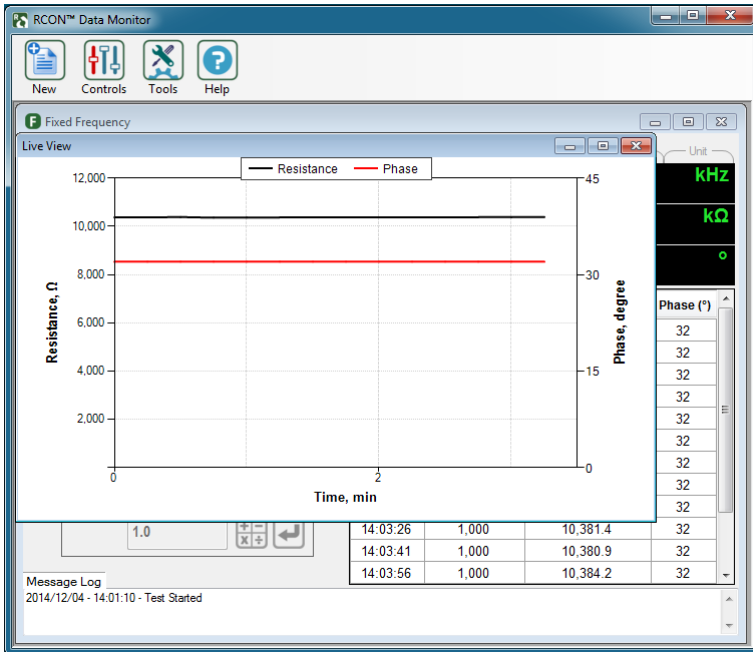 RCON™ Data Monitor
New Controls Tools Help
Fixed Frequency
Live View
Unit
kHz
kΩ
°
Resistance Phase
12,000
10,000
8,000
6,000
4,000
2,000
Resistance, Ω
45
30
15
0
Phase, degree
0 2
Time, min
Phase (°)
32
32
32
32
32
32
32
32
1.0
14:03:26 1,000 10,381.4 32
14:03:41 1,000 10,380.9 32
14:03:56 1,000 10,384.2 32
Message Log
2014/12/04 - 14:01:10 - Test Started